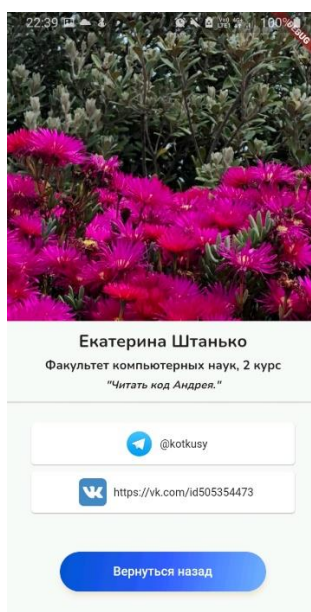 22:39
100%
DEBUG
Екатерина Штанько
Факультет компьютерных наук, 2 курс
"Читать код Андрея."
@kotkusy
https://vk.com/id505354473
Вернуться назад